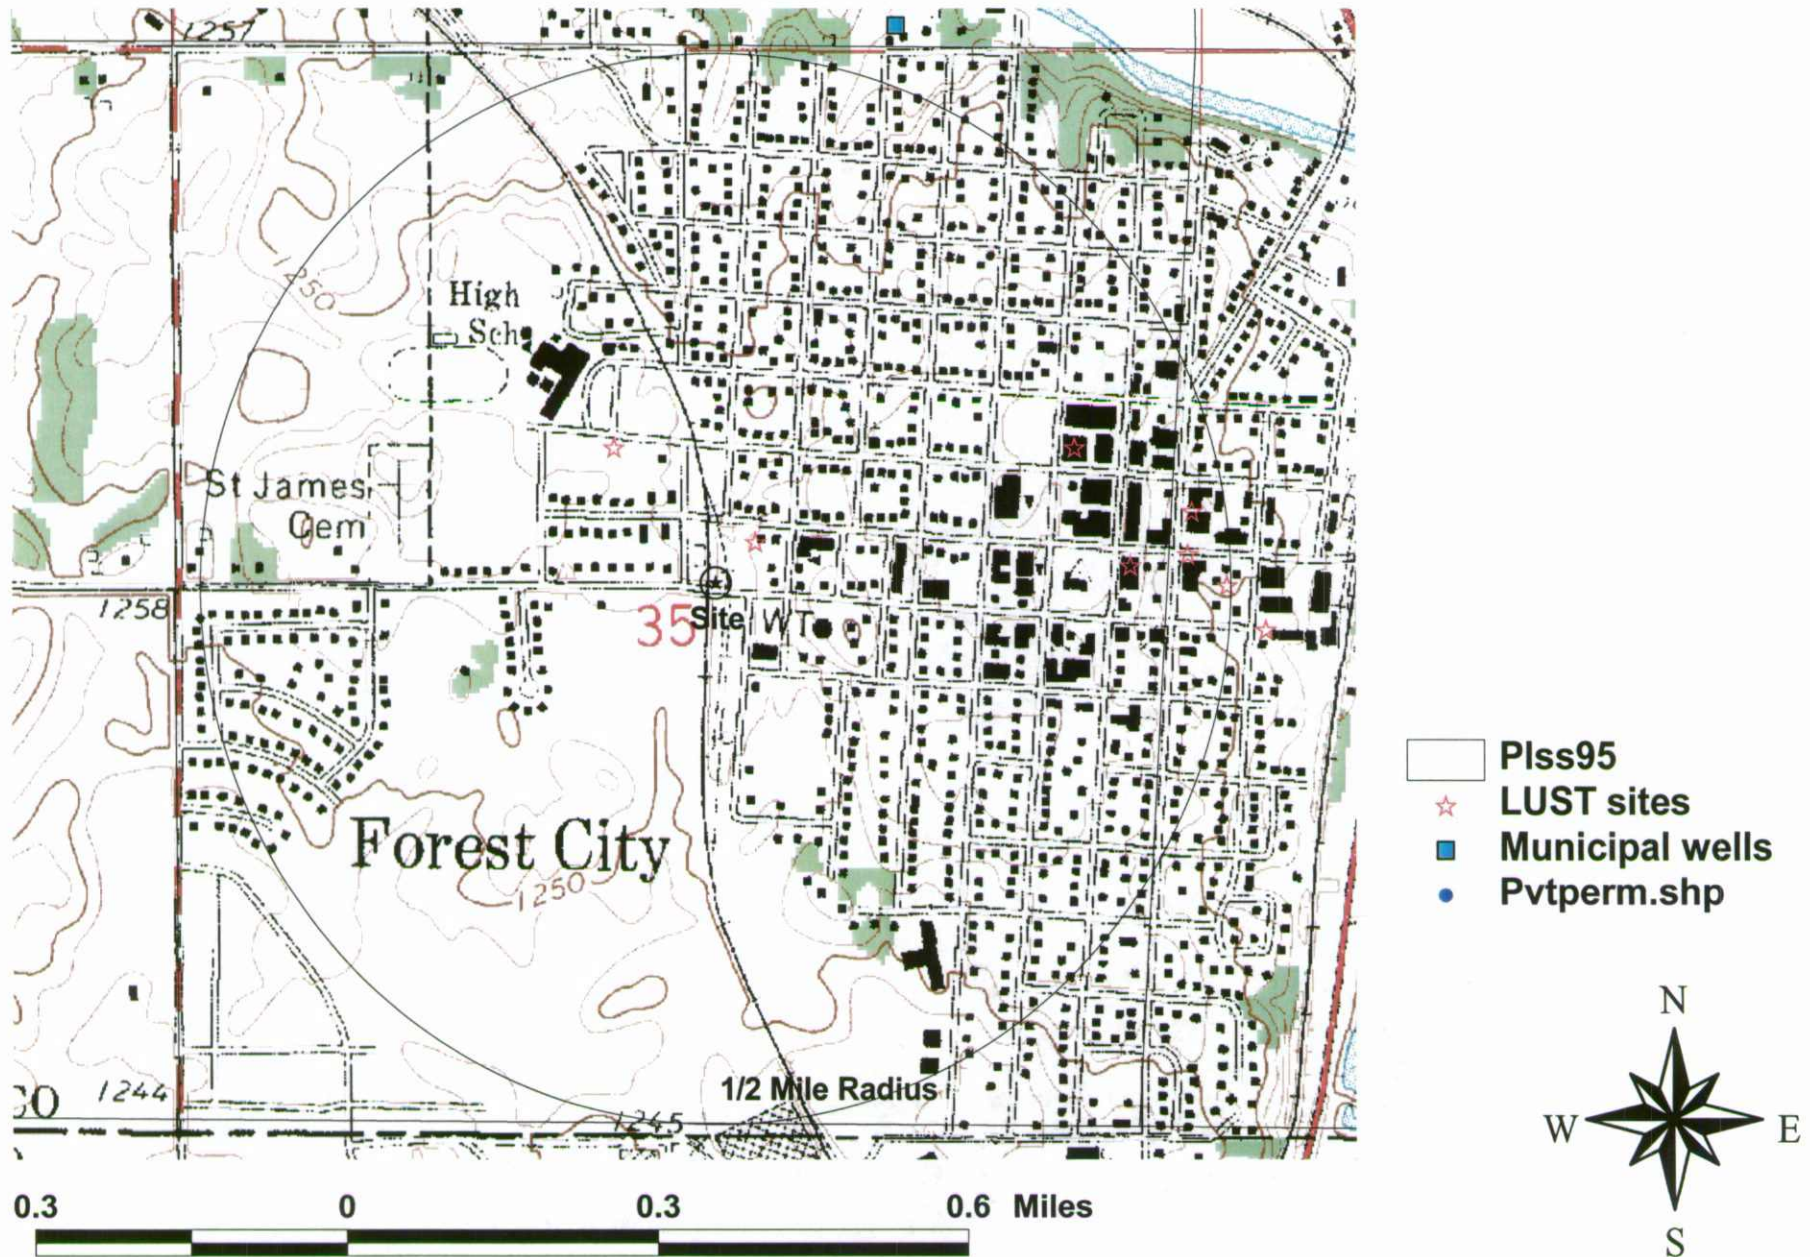 1257
1250
High
Sch
St James
Cem
1258
35
Site
WT
Forest City
1250
1/2 Mile Radius
CO
1244
1245
Plss95
LUST sites
Municipal wells
Pvtperm.shp
N
W
E
S
0.3
0
0.3
0.6 Miles